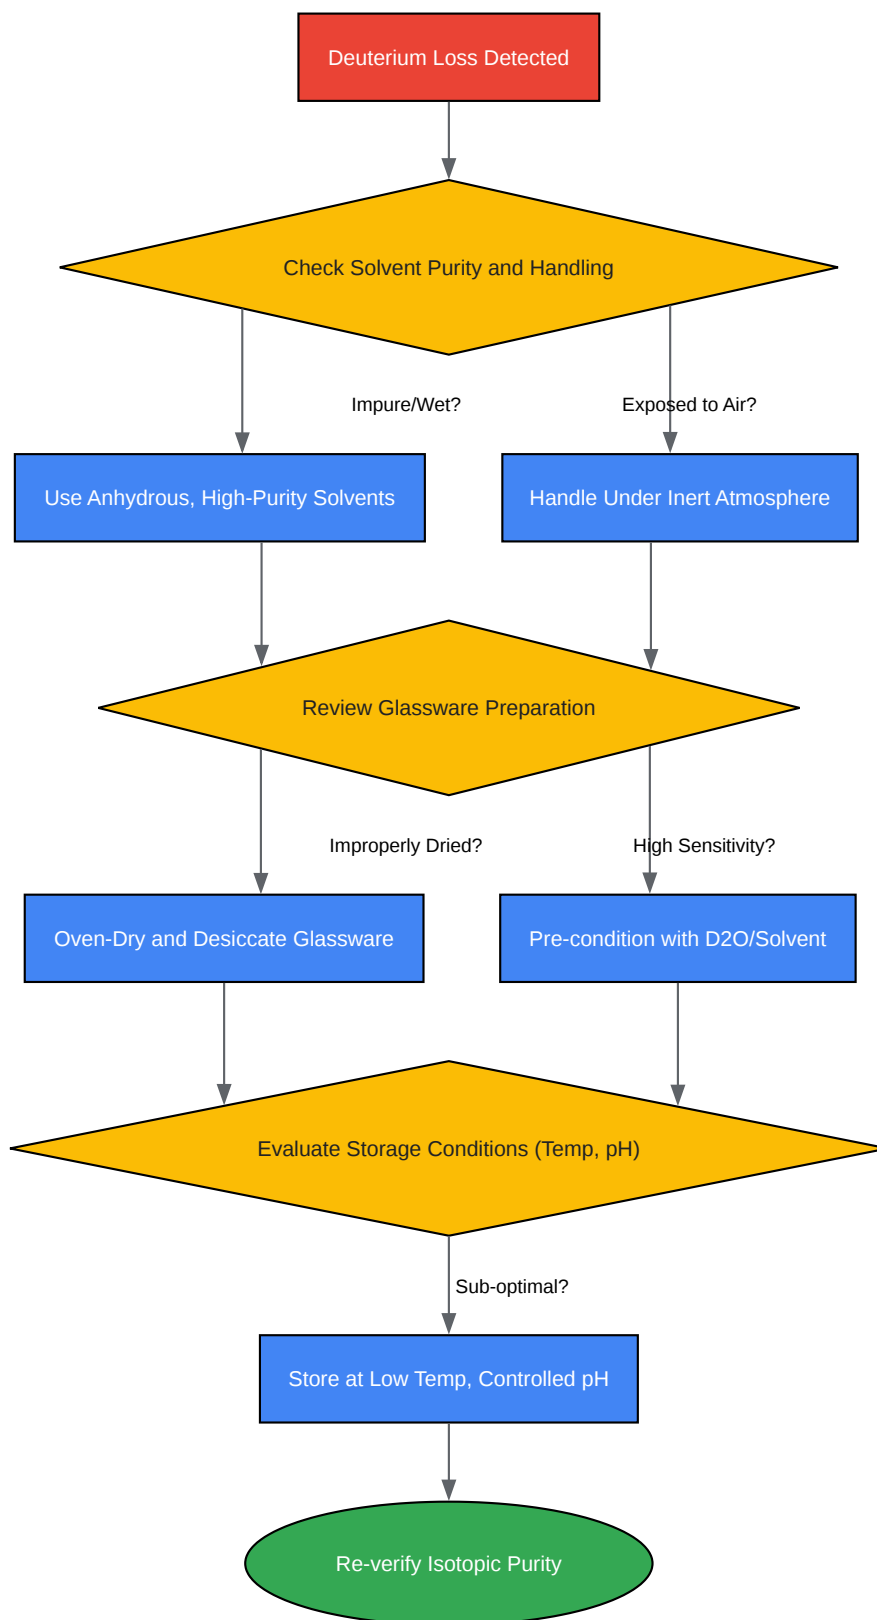 Deuterium Loss Detected
Check Solvent Purity and Handling
Impure/Wet?
Exposed to Air?
Use Anhydrous, High-Purity Solvents
Handle Under Inert Atmosphere
Review Glassware Preparation
Improperly Dried?
High Sensitivity?
Oven-Dry and Desiccate Glassware
Pre-condition with D2O/Solvent
Evaluate Storage Conditions (Temp, pH)
Sub-optimal?
Store at Low Temp, Controlled pH
Re-verify Isotopic Purity